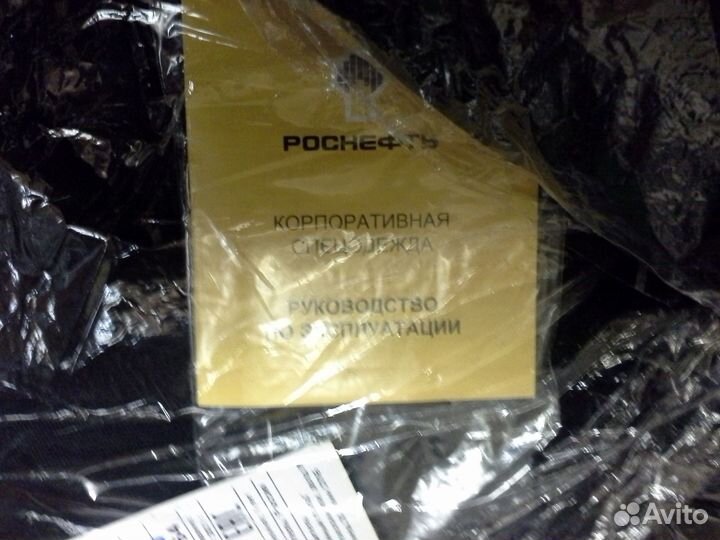 РОСНЕФТЬ
КОРПОРАТИВНАЯ
СПЕЦОДЕЖДА
РУКОВОДСТВО
ПО ЭКСПЛУАТАЦИИ
Avito